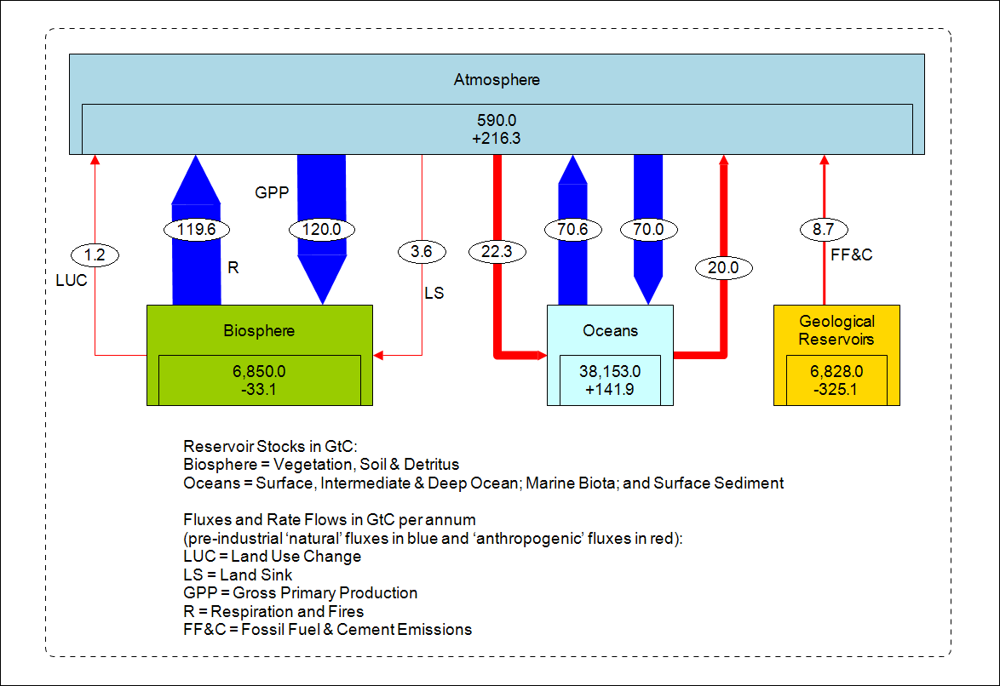 Atmosphere
590.0
+216.3
GPP
119.6
120.0
70.6
70.0
8.7
1.2
3.6
22.3
FF&C
LUC
R
20.0
LS
Biosphere
6,850.0
-33.1
Oceans
38,153.0
+141.9
Geological
Reservoirs
6,828.0
-325.1
Reservoir Stocks in GtC:
Biosphere = Vegetation, Soil & Detritus
Oceans = Surface, Intermediate & Deep Ocean; Marine Biota; and Surface Sediment
Fluxes and Rate Flows in GtC per annum
(pre-industrial ‘natural’ fluxes in blue and ‘anthropogenic’ fluxes in red):
LUC = Land Use Change
LS = Land Sink
GPP = Gross Primary Production
R = Respiration and Fires
FF&C = Fossil Fuel & Cement Emissions